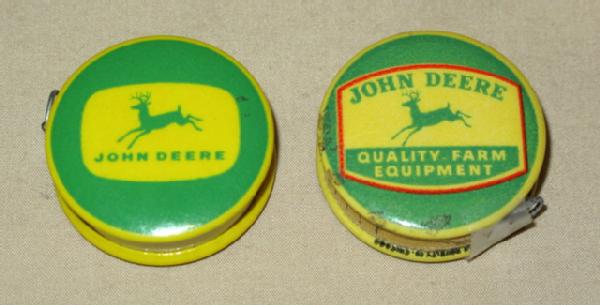 JOHN DEERE
JOHN DEERE
QUALITY FARM
EQUIPMENT